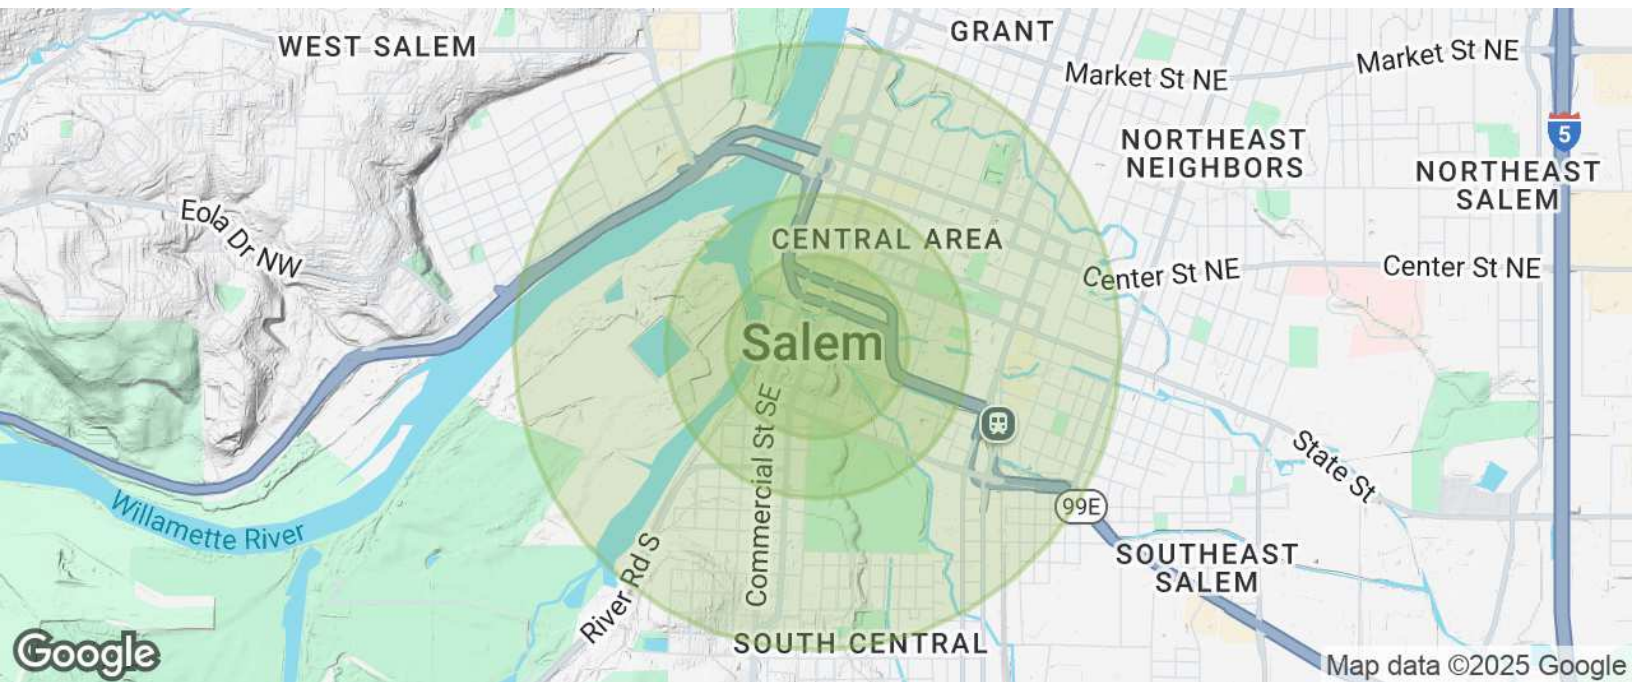 GRANT
WEST SALEM
Market St NE
Market St NE
5
NORTHEAST
NEIGHBORS
NORTHEAST
SALEM
Eola Dr NW
CENTRAL AREA
Center St NE
Center St NE
Salem
Commercial St SE
State St
99E
Willamette River
River Rd S
SOUTHEAST
SALEM
SOUTH CENTRAL
Google
Map data ©2025 Google